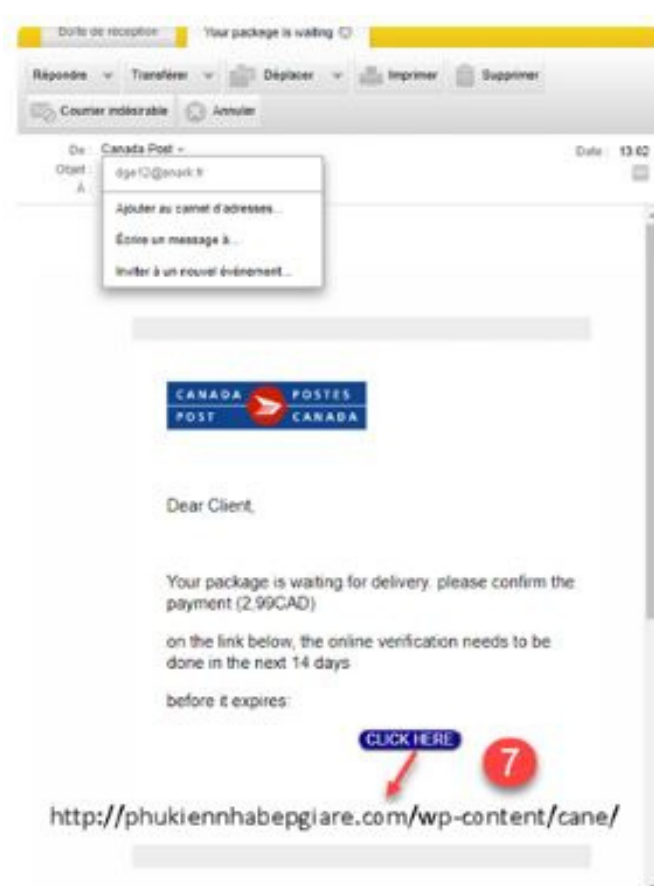 Boîte de réception Your package is waiting
Répondre Transférer Déplacer Imprimer Supprimer
Courrier indésirable Annuler
De : Canada Post Date : 13:02
Objet :
À
Ajouter au carnet d'adresses...
Écrire un message à...
Inviter à un nouvel événement...
CANADA POSTES
POST CANADA
Dear Client,
Your package is waiting for delivery. please confirm the
payment (2,99CAD)
on the link below, the online verification needs to be
done in the next 14 days
before it expires:
CLICK HERE
7
http://phukiennhabepgiare.com/wp-content/cane/